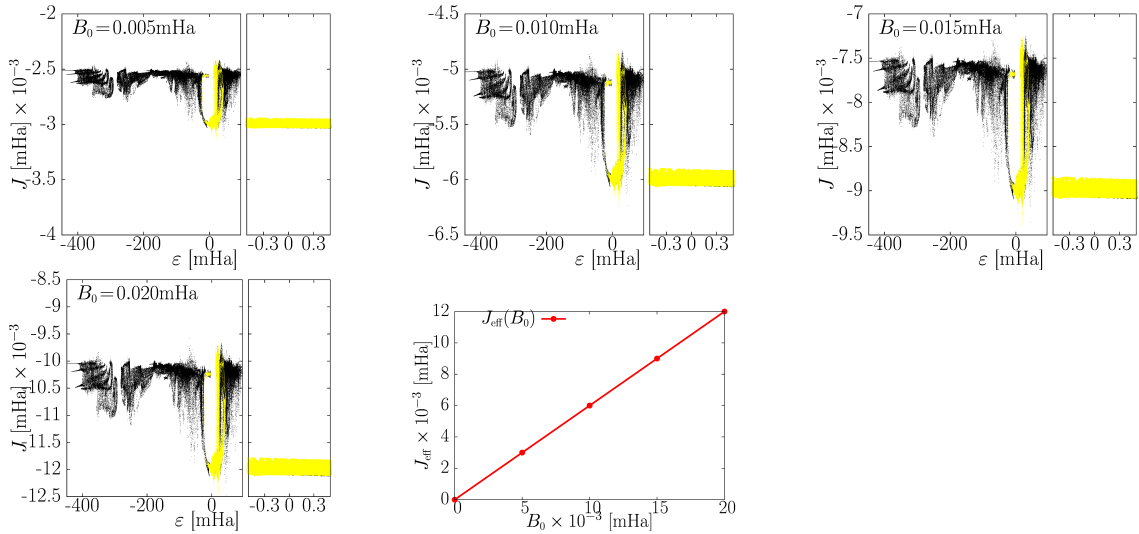 B₀=0.005mHa
J [mHa] × 10⁻³
-2
-2.5
-3
-3.5
-4
-400 -200 0 -0.3 0 0.3
ε [mHa]
B₀=0.010mHa
J [mHa] × 10⁻³
-4.5
-5
-5.5
-6
-6.5
-400 -200 0 -0.3 0 0.3
ε [mHa]
B₀=0.015mHa
J [mHa] × 10⁻³
-7
-7.5
-8
-8.5
-9
-9.5
-400 -200 0 -0.3 0 0.3
ε [mHa]
B₀=0.020mHa
J [mHa] × 10⁻³
-8.5
-9
-9.5
-10
-10.5
-11
-11.5
-12
-12.5
-400 -200 0 -0.3 0 0.3
ε [mHa]
J_eff(B₀)
J_eff × 10⁻³ [mHa]
12
10
8
6
4
2
0
0 5 10 15 20
B₀ × 10⁻³ [mHa]